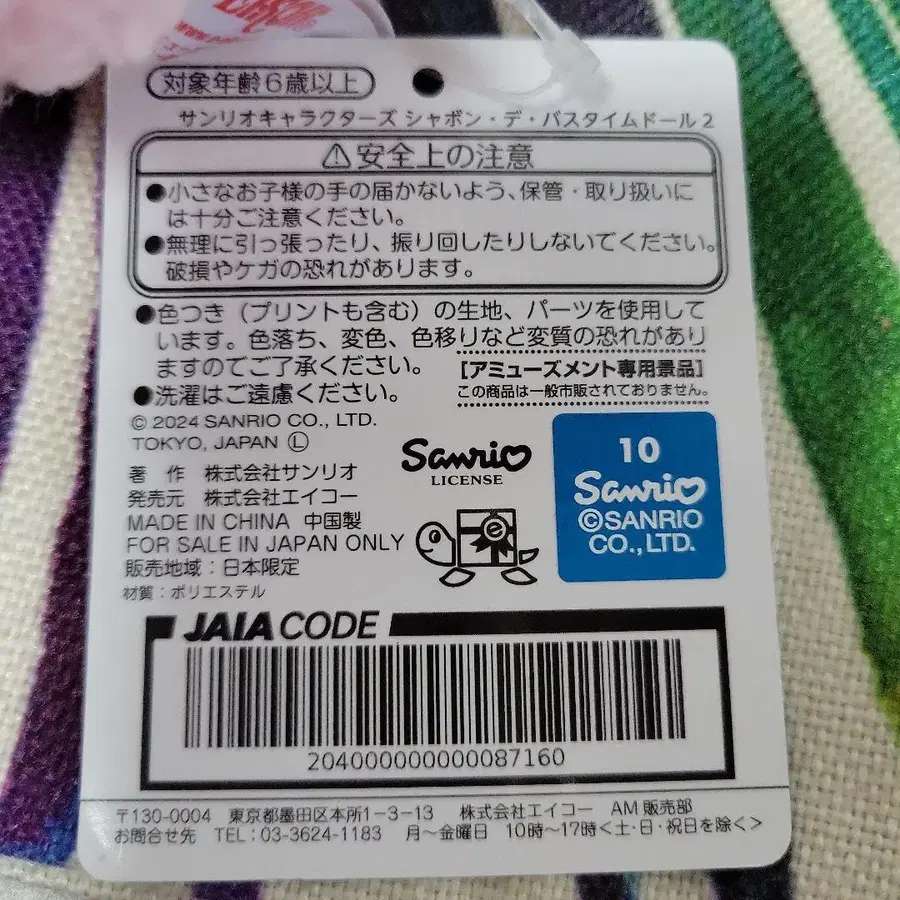 対象年齢6歳以上
サンリオキャラクターズ シャボン・デ・バスタイムドール2
⚠安全上の注意
●小さなお子様の手の届かないよう、保管・取り扱いに
は十分ご注意ください。
●無理に引っ張ったり、振り回したりしないでください。
破損やケガの恐れがあります。
●色つき（プリントも含む）の生地、パーツを使用して
います。色落ち、変色、色移りなど変質の恐れがあり
ますのでご了承ください。
●洗濯はご遠慮ください。
［アミューズメント専用景品］
この商品は一般市販されておりません。
© 2024 SANRIO CO., LTD.
TOKYO, JAPAN Ⓛ
著 作 株式会社サンリオ
発売元 株式会社エイコー
MADE IN CHINA 中国製
FOR SALE IN JAPAN ONLY
販売地域：日本限定
材質：ポリエステル
Sanrio
LICENSE
10
Sanrio
©SANRIO
CO.,LTD.
JAIA CODE
2040000000000087160
〒130-0004 東京都墨田区本所1-3-13 株式会社エイコー AM販売部
お問合せ先 TEL：03-3624-1183 月～金曜日 10時～17時＜土・日・祝日を除く＞